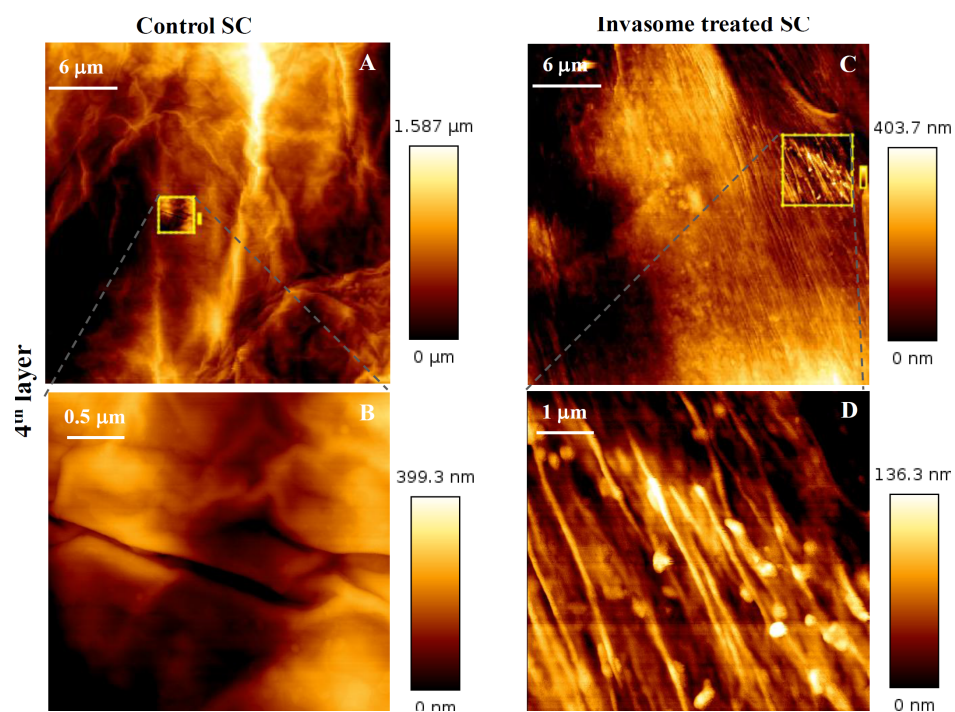 Control SC
Invasome treated SC
6 μm
A
1.587 μm
0 μm
6 μm
C
403.7 nm
0 nm
4th layer
0.5 μm
B
399.3 nm
0 nm
1 μm
D
136.3 nm
0 nm